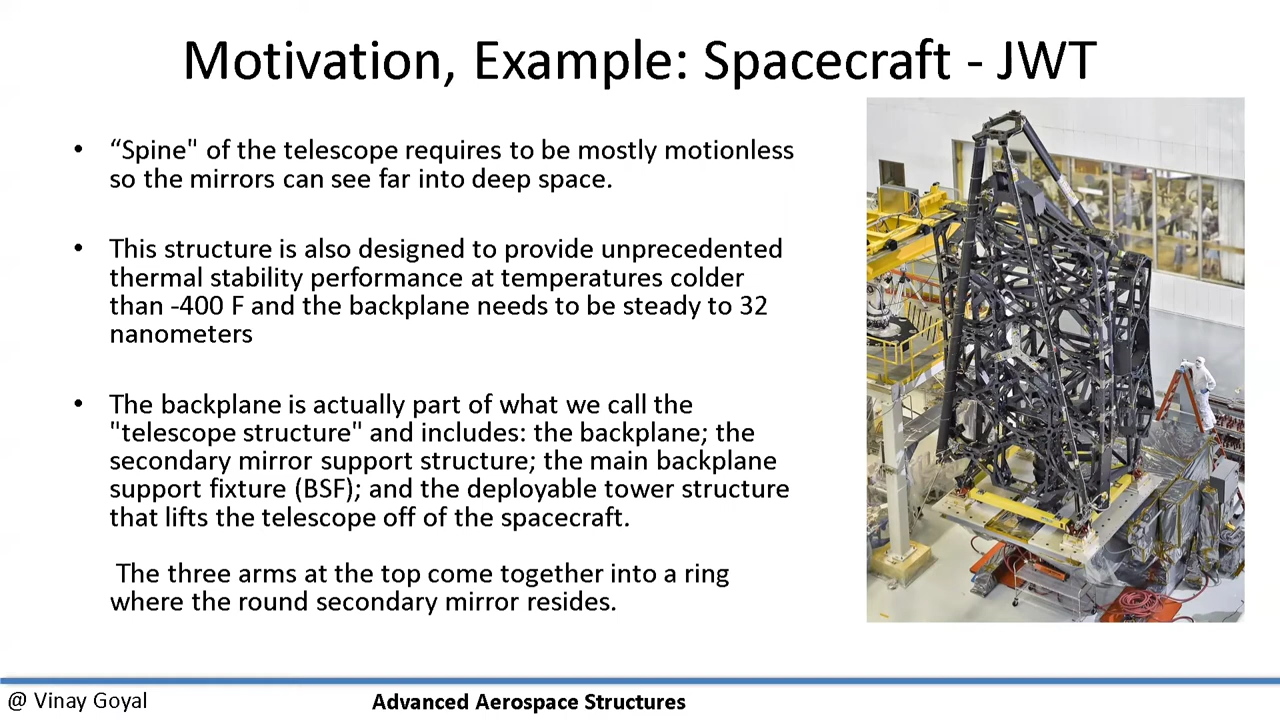 Motivation, Example: Spacecraft - JWT
• “Spine" of the telescope requires to be mostly motionless
so the mirrors can see far into deep space.
• This structure is also designed to provide unprecedented
thermal stability performance at temperatures colder
than -400 F and the backplane needs to be steady to 32
nanometers
• The backplane is actually part of what we call the
"telescope structure" and includes: the backplane; the
secondary mirror support structure; the main backplane
support fixture (BSF); and the deployable tower structure
that lifts the telescope off of the spacecraft.
The three arms at the top come together into a ring
where the round secondary mirror resides.
@ Vinay Goyal
Advanced Aerospace Structures